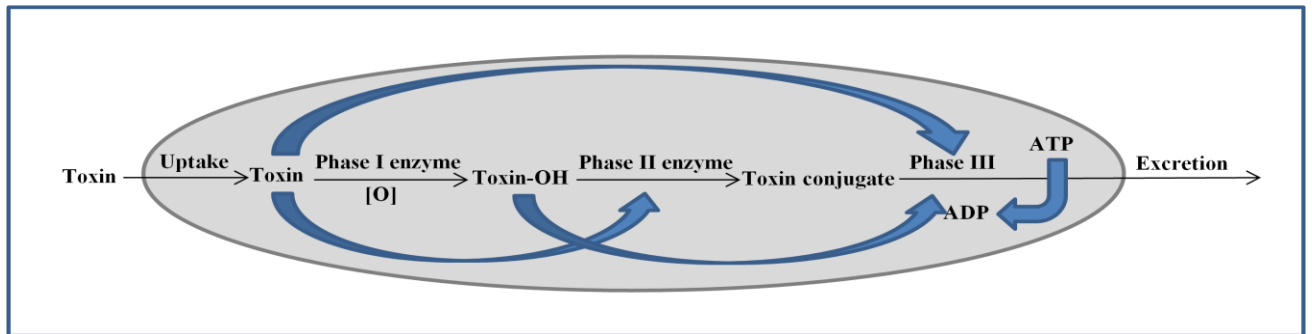 Toxin
Uptake
Toxin
Phase I enzyme
[O]
Toxin-OH
Phase II enzyme
Toxin conjugate
Phase III
ATP
ADP
Excretion